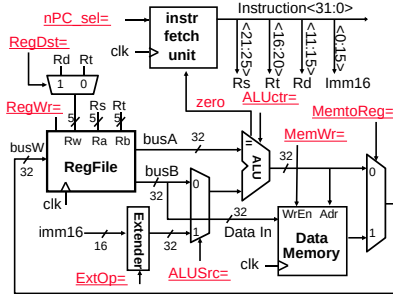 nPC_sel=
instr
fetch
unit
clk
Instruction<31:0>
<21:25>
<16:20>
<11:15>
<0:15>
Rs
Rt
Rd
Imm16
RegDst=
Rd
Rt
1
0
RegWr=
Rs
Rt
5
5
5
Rw
Ra
Rb
RegFile
busW
32
clk
busA
32
busB
32
zero
ALUctr=
=
ALU
32
MemtoReg=
MemWr=
0
1
0
1
imm16
16
Extender
32
ExtOp=
ALUSrc=
32
Data In
WrEn
Adr
Data
Memory
clk